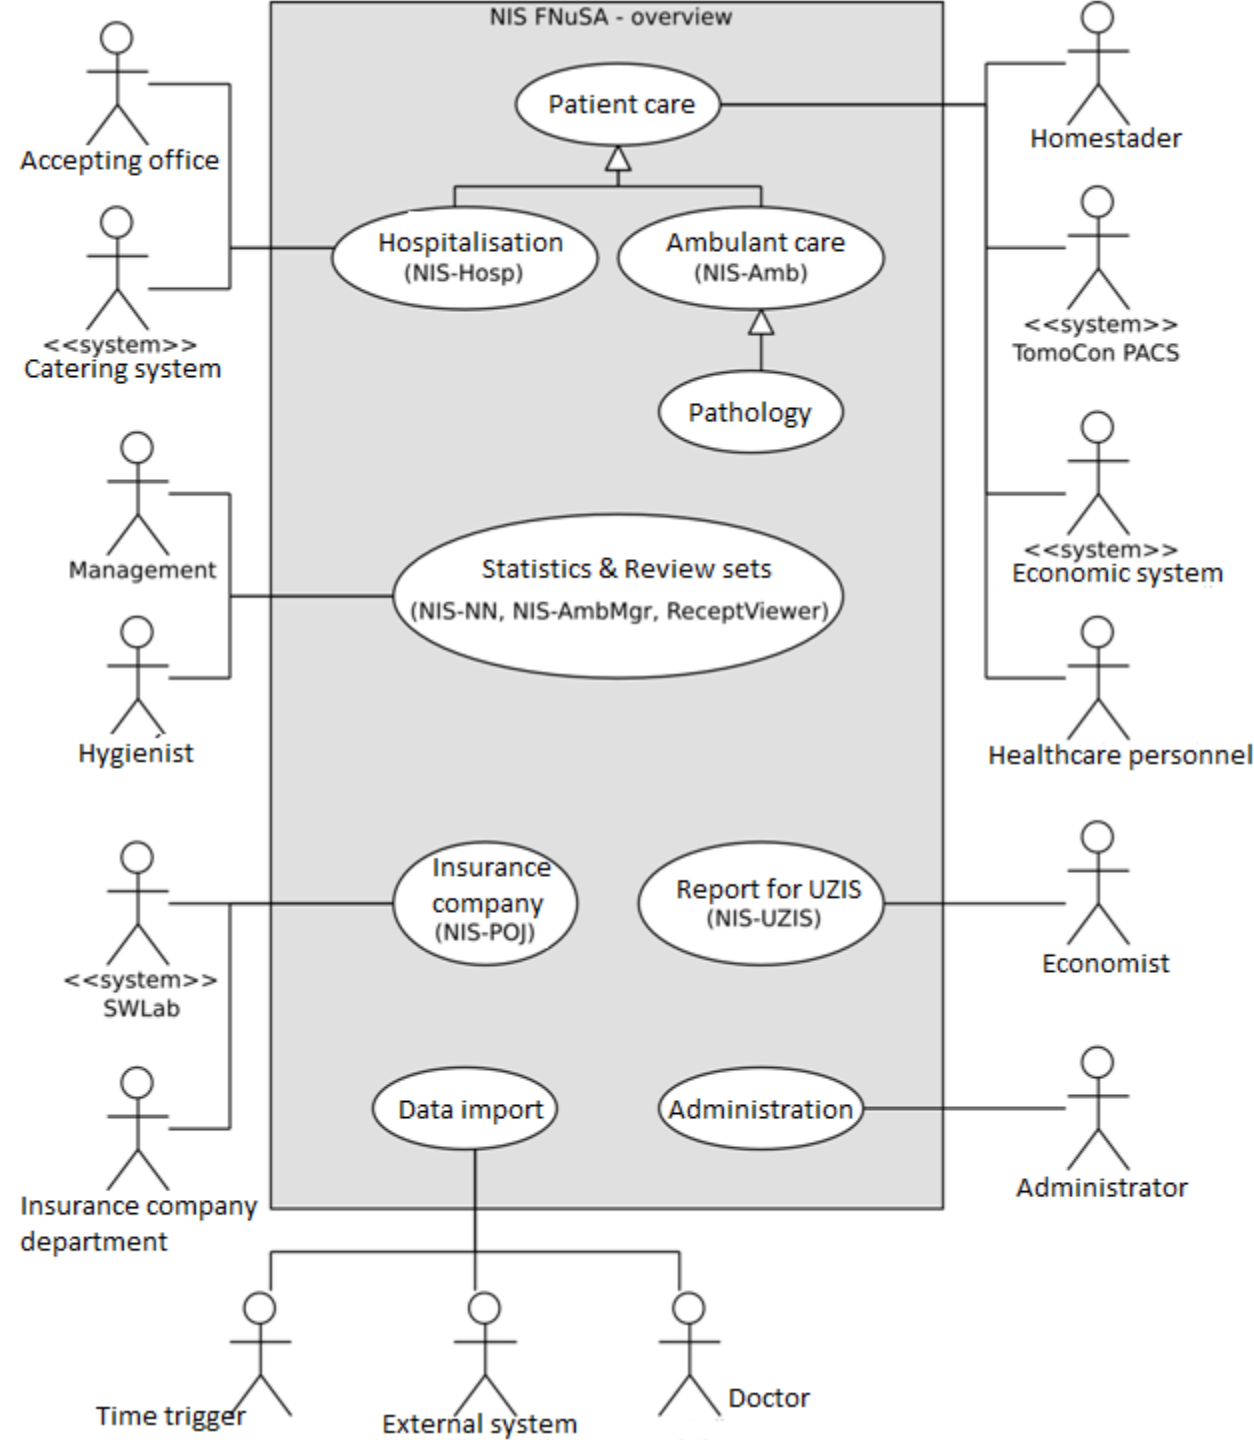 NIS FNuSA - overview
Patient care
Accepting office
Homestader
Hospitalisation
(NIS-Hosp)
Ambulant care
(NIS-Amb)
<<system>>
Catering system
<<system>>
TomoCon PACS
Pathology
Management
Statistics & Review sets
(NIS-NN, NIS-AmbMgr, ReceptViewer)
<<system>>
Economic system
Hygienist
Healthcare personnel
Insurance
company
(NIS-POJ)
Report for UZIS
(NIS-UZIS)
<<system>>
SWLab
Economist
Data import
Administration
Insurance company
department
Administrator
Time trigger
External system
Doctor